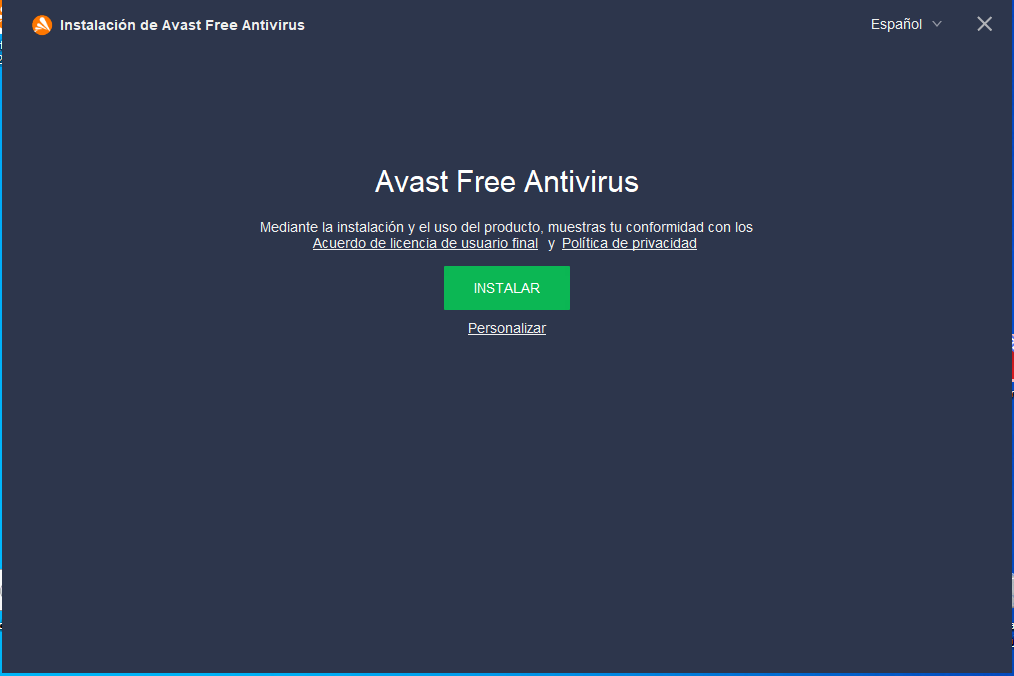 Instalación de Avast Free Antivirus
Español
Avast Free Antivirus
Mediante la instalación y el uso del producto, muestras tu conformidad con los
Acuerdo de licencia de usuario final y Política de privacidad
INSTALAR
Personalizar